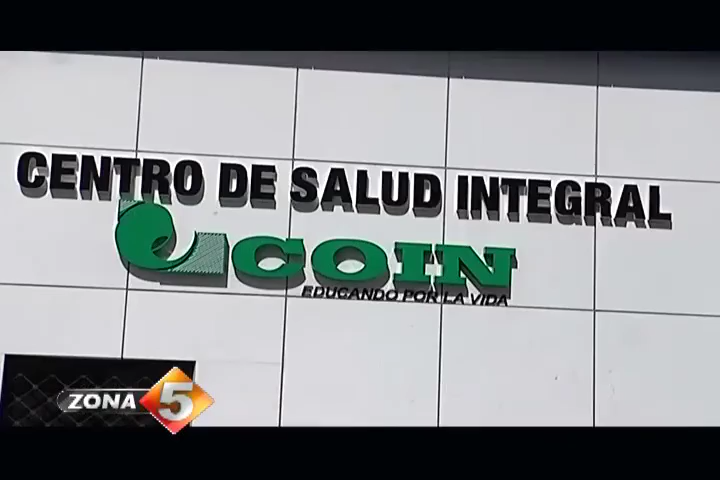 CENTRO DE SALUD INTEGRAL
COIN
EDUCANDO POR LA VIDA
ZONA 5